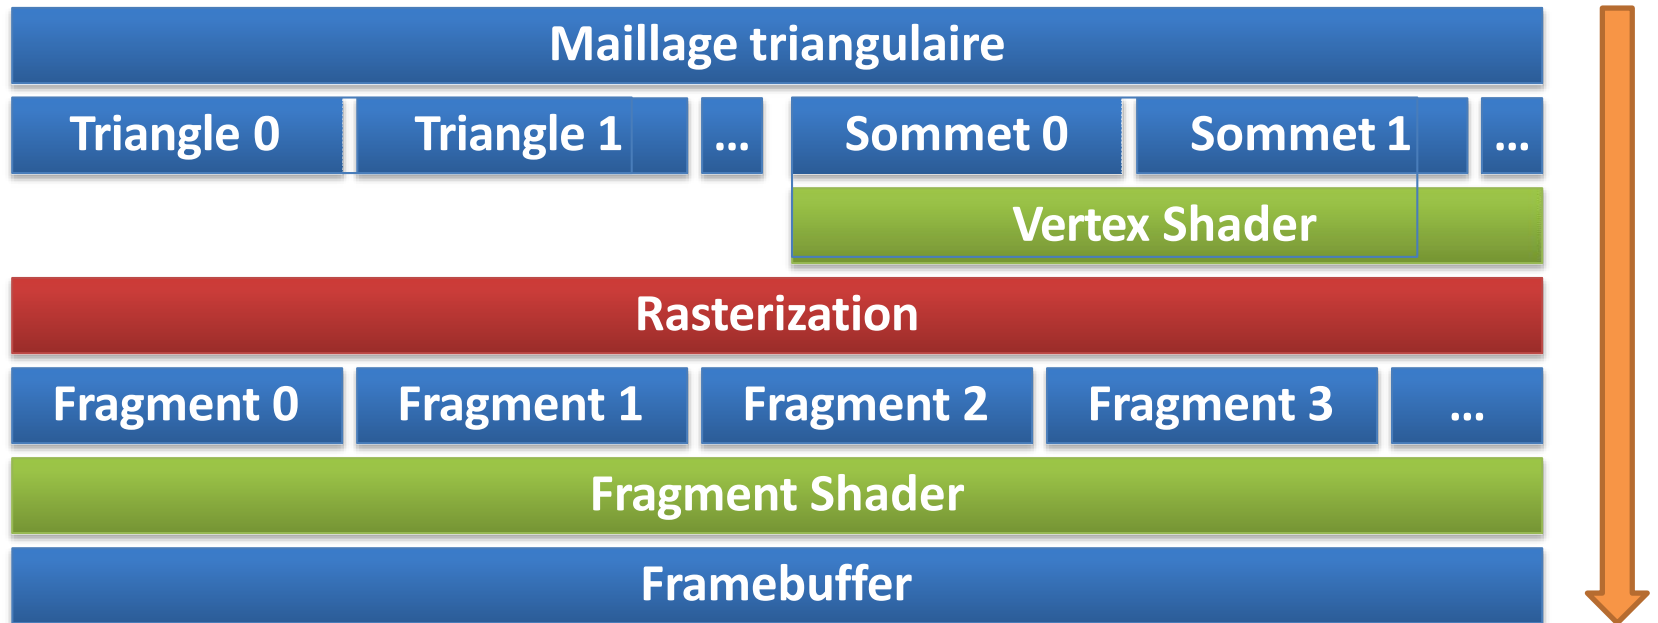 Maillage triangulaire
Triangle 0 Triangle 1 ... Sommet 0 Sommet 1 ...
Vertex Shader
Rasterization
Fragment 0 Fragment 1 Fragment 2 Fragment 3 ...
Fragment Shader
Framebuffer